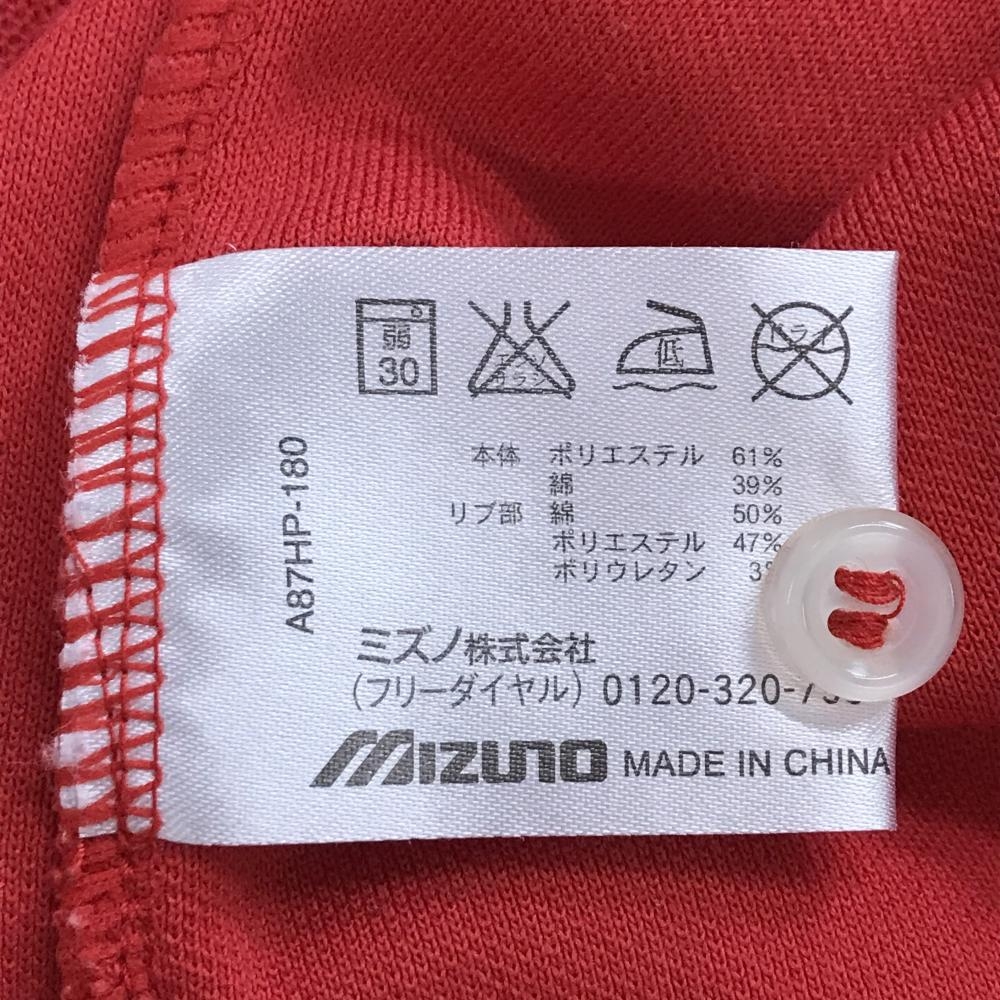 弱
30
エンソ
サラシ
低
ドライ
A87HP-180
本体 ポリエステル 61%
綿 39%
リブ部 綿 50%
ポリエステル 47%
ポリウレタン 3%
ミズノ株式会社
(フリーダイヤル) 0120-320-7
MIZUNO MADE IN CHINA